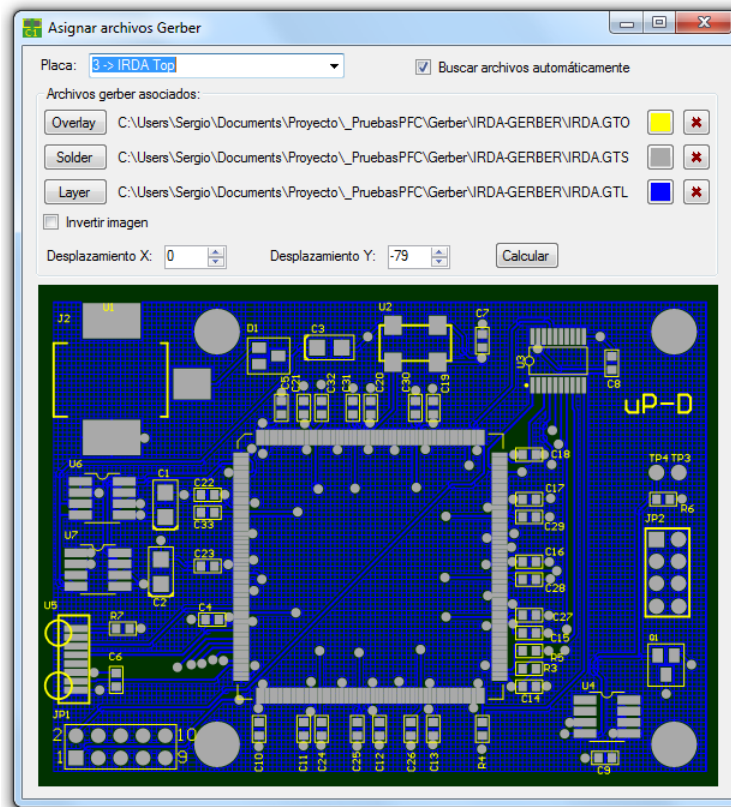 Asignar archivos Gerber
Placa: 3 -> IRDA Top
Buscar archivos automáticamente
Archivos gerber asociados:
Overlay C:\Users\Sergio\Documents\Proyecto\_PruebasPFC\Gerber\IRDA-GERBER\IRDA.GTO
Solder C:\Users\Sergio\Documents\Proyecto\_PruebasPFC\Gerber\IRDA-GERBER\IRDA.GTS
Layer C:\Users\Sergio\Documents\Proyecto\_PruebasPFC\Gerber\IRDA-GERBER\IRDA.GTL
Invertir imagen
Desplazamiento X: 0 Desplazamiento Y: -79 Calcular
J2 U1 D1 C3 U2 C7 U3 C8
C5 C21 C32 C31 C20 C30 C19
uP-D
U6 C1 C22 C33 C18 TP4 TP3
C17 R6
C29 JP2
U7 C2 C23 C16
C28
U5 R7 C4 C27
C15 Q1
C6 R5
R3
C14 U4
JP1
2 10
1 9
C10 C11 C24 C25 C12 C26 C13 R4 C9